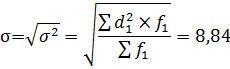 σ=√σ² = √(∑ d₁² × f₁ / ∑ f₁) = 8,84